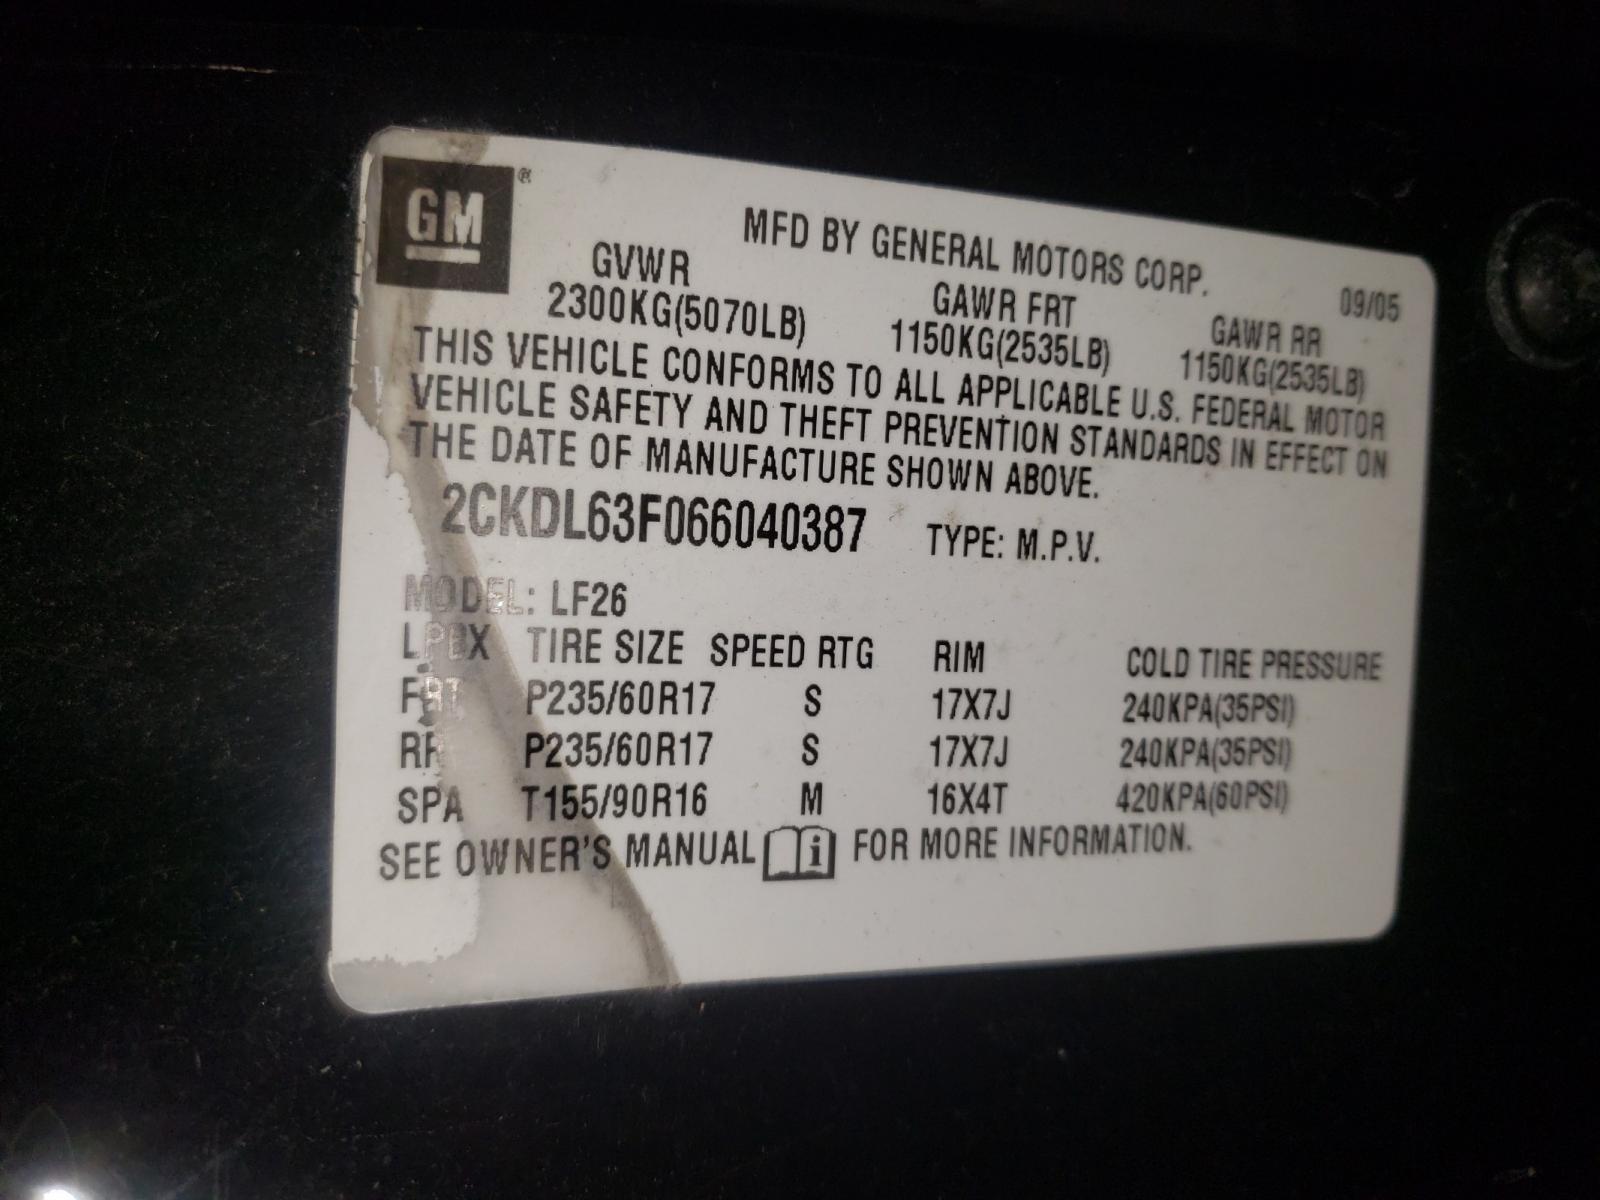 GM ®
MFD BY GENERAL MOTORS CORP.
09/05
GVWR GAWR FRT GAWR RR
2300KG(5070LB) 1150KG(2535LB) 1150KG(2535LB)
THIS VEHICLE CONFORMS TO ALL APPLICABLE U.S. FEDERAL MOTOR
VEHICLE SAFETY AND THEFT PREVENTION STANDARDS IN EFFECT ON
THE DATE OF MANUFACTURE SHOWN ABOVE.
2CKDL63F066040387 TYPE: M.P.V.
MODEL: LF26
TIRE SIZE SPEED RTG RIM COLD TIRE PRESSURE
FRT P235/60R17 S 17X7J 240KPA(35PSI)
RR P235/60R17 S 17X7J 240KPA(35PSI)
SPA T155/90R16 M 16X4T 420KPA(60PSI)
SEE OWNER'S MANUAL i FOR MORE INFORMATION.